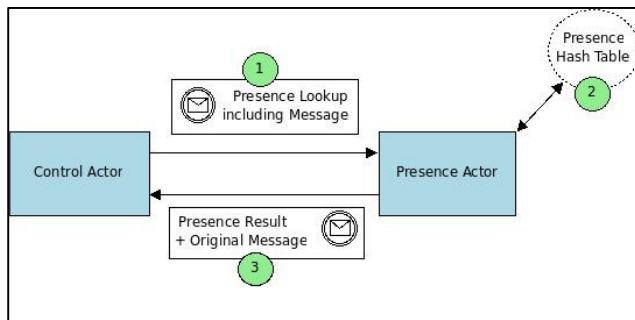 Presence
Hash Table
2
1
Presence Lookup
including Message
Control Actor
Presence Actor
Presence Result
+ Original Message
3